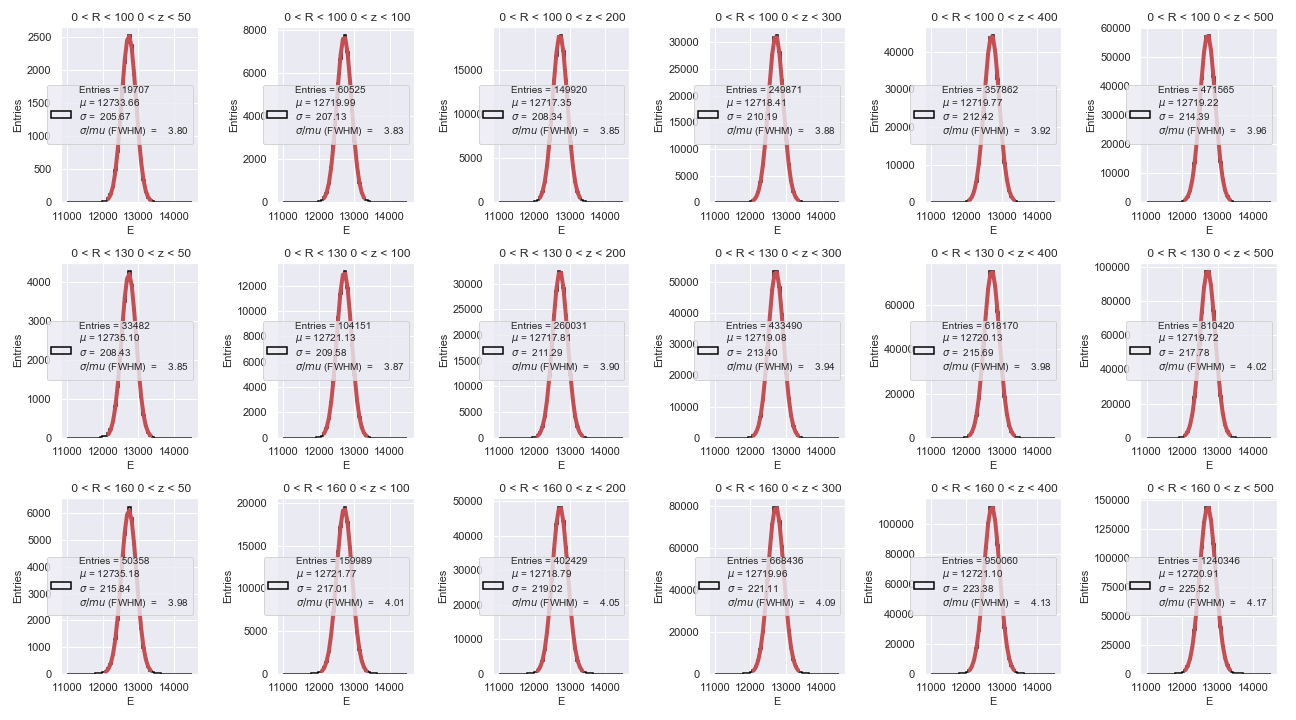 0 < R < 100 0 < z < 50
0 < R < 100 0 < z < 100
0 < R < 100 0 < z < 200
0 < R < 100 0 < z < 300
0 < R < 100 0 < z < 400
0 < R < 100 0 < z < 500
2500
2000
1500
1000
500
0
Entries
Entries = 19707
μ = 12733.66
σ = 205.67
σ/mu (FWHM) = 3.80
11000 12000 13000 14000
E
8000
6000
4000
2000
0
Entries
Entries = 60525
μ = 12719.99
σ = 207.13
σ/mu (FWHM) = 3.83
11000 12000 13000 14000
E
15000
10000
5000
0
Entries
Entries = 149920
μ = 12717.35
σ = 208.34
σ/mu (FWHM) = 3.85
11000 12000 13000 14000
E
30000
25000
20000
15000
10000
5000
0
Entries
Entries = 249871
μ = 12718.41
σ = 210.19
σ/mu (FWHM) = 3.88
11000 12000 13000 14000
E
40000
30000
20000
10000
0
Entries
Entries = 357862
μ = 12719.77
σ = 212.42
σ/mu (FWHM) = 3.92
11000 12000 13000 14000
E
60000
50000
40000
30000
20000
10000
0
Entries
Entries = 471565
μ = 12719.22
σ = 214.39
σ/mu (FWHM) = 3.96
11000 12000 13000 14000
E
0 < R < 130 0 < z < 50
0 < R < 130 0 < z < 100
0 < R < 130 0 < z < 200
0 < R < 130 0 < z < 300
0 < R < 130 0 < z < 400
0 < R < 130 0 < z < 500
4000
3000
2000
1000
0
Entries
Entries = 33482
μ = 12735.10
σ = 208.43
σ/mu (FWHM) = 3.85
11000 12000 13000 14000
E
12000
10000
8000
6000
4000
2000
0
Entries
Entries = 104151
μ = 12721.13
σ = 209.58
σ/mu (FWHM) = 3.87
11000 12000 13000 14000
E
30000
25000
20000
15000
10000
5000
0
Entries
Entries = 260031
μ = 12717.81
σ = 211.29
σ/mu (FWHM) = 3.90
11000 12000 13000 14000
E
50000
40000
30000
20000
10000
0
Entries
Entries = 433490
μ = 12719.08
σ = 213.40
σ/mu (FWHM) = 3.94
11000 12000 13000 14000
E
60000
40000
20000
0
Entries
Entries = 618170
μ = 12720.13
σ = 215.69
σ/mu (FWHM) = 3.98
11000 12000 13000 14000
E
100000
80000
60000
40000
20000
0
Entries
Entries = 810420
μ = 12719.72
σ = 217.78
σ/mu (FWHM) = 4.02
11000 12000 13000 14000
E
0 < R < 160 0 < z < 50
0 < R < 160 0 < z < 100
0 < R < 160 0 < z < 200
0 < R < 160 0 < z < 300
0 < R < 160 0 < z < 400
0 < R < 160 0 < z < 500
6000
5000
4000
3000
2000
1000
0
Entries
Entries = 50358
μ = 12735.18
σ = 215.84
σ/mu (FWHM) = 3.98
11000 12000 13000 14000
E
20000
15000
10000
5000
0
Entries
Entries = 159989
μ = 12721.77
σ = 217.01
σ/mu (FWHM) = 4.01
11000 12000 13000 14000
E
50000
40000
30000
20000
10000
0
Entries
Entries = 402429
μ = 12718.79
σ = 219.02
σ/mu (FWHM) = 4.05
11000 12000 13000 14000
E
80000
60000
40000
20000
0
Entries
Entries = 668436
μ = 12719.96
σ = 221.11
σ/mu (FWHM) = 4.09
11000 12000 13000 14000
E
100000
80000
60000
40000
20000
0
Entries
Entries = 950060
μ = 12721.10
σ = 223.38
σ/mu (FWHM) = 4.13
11000 12000 13000 14000
E
150000
125000
100000
75000
50000
25000
0
Entries
Entries = 1240346
μ = 12720.91
σ = 225.52
σ/mu (FWHM) = 4.17
11000 12000 13000 14000
E